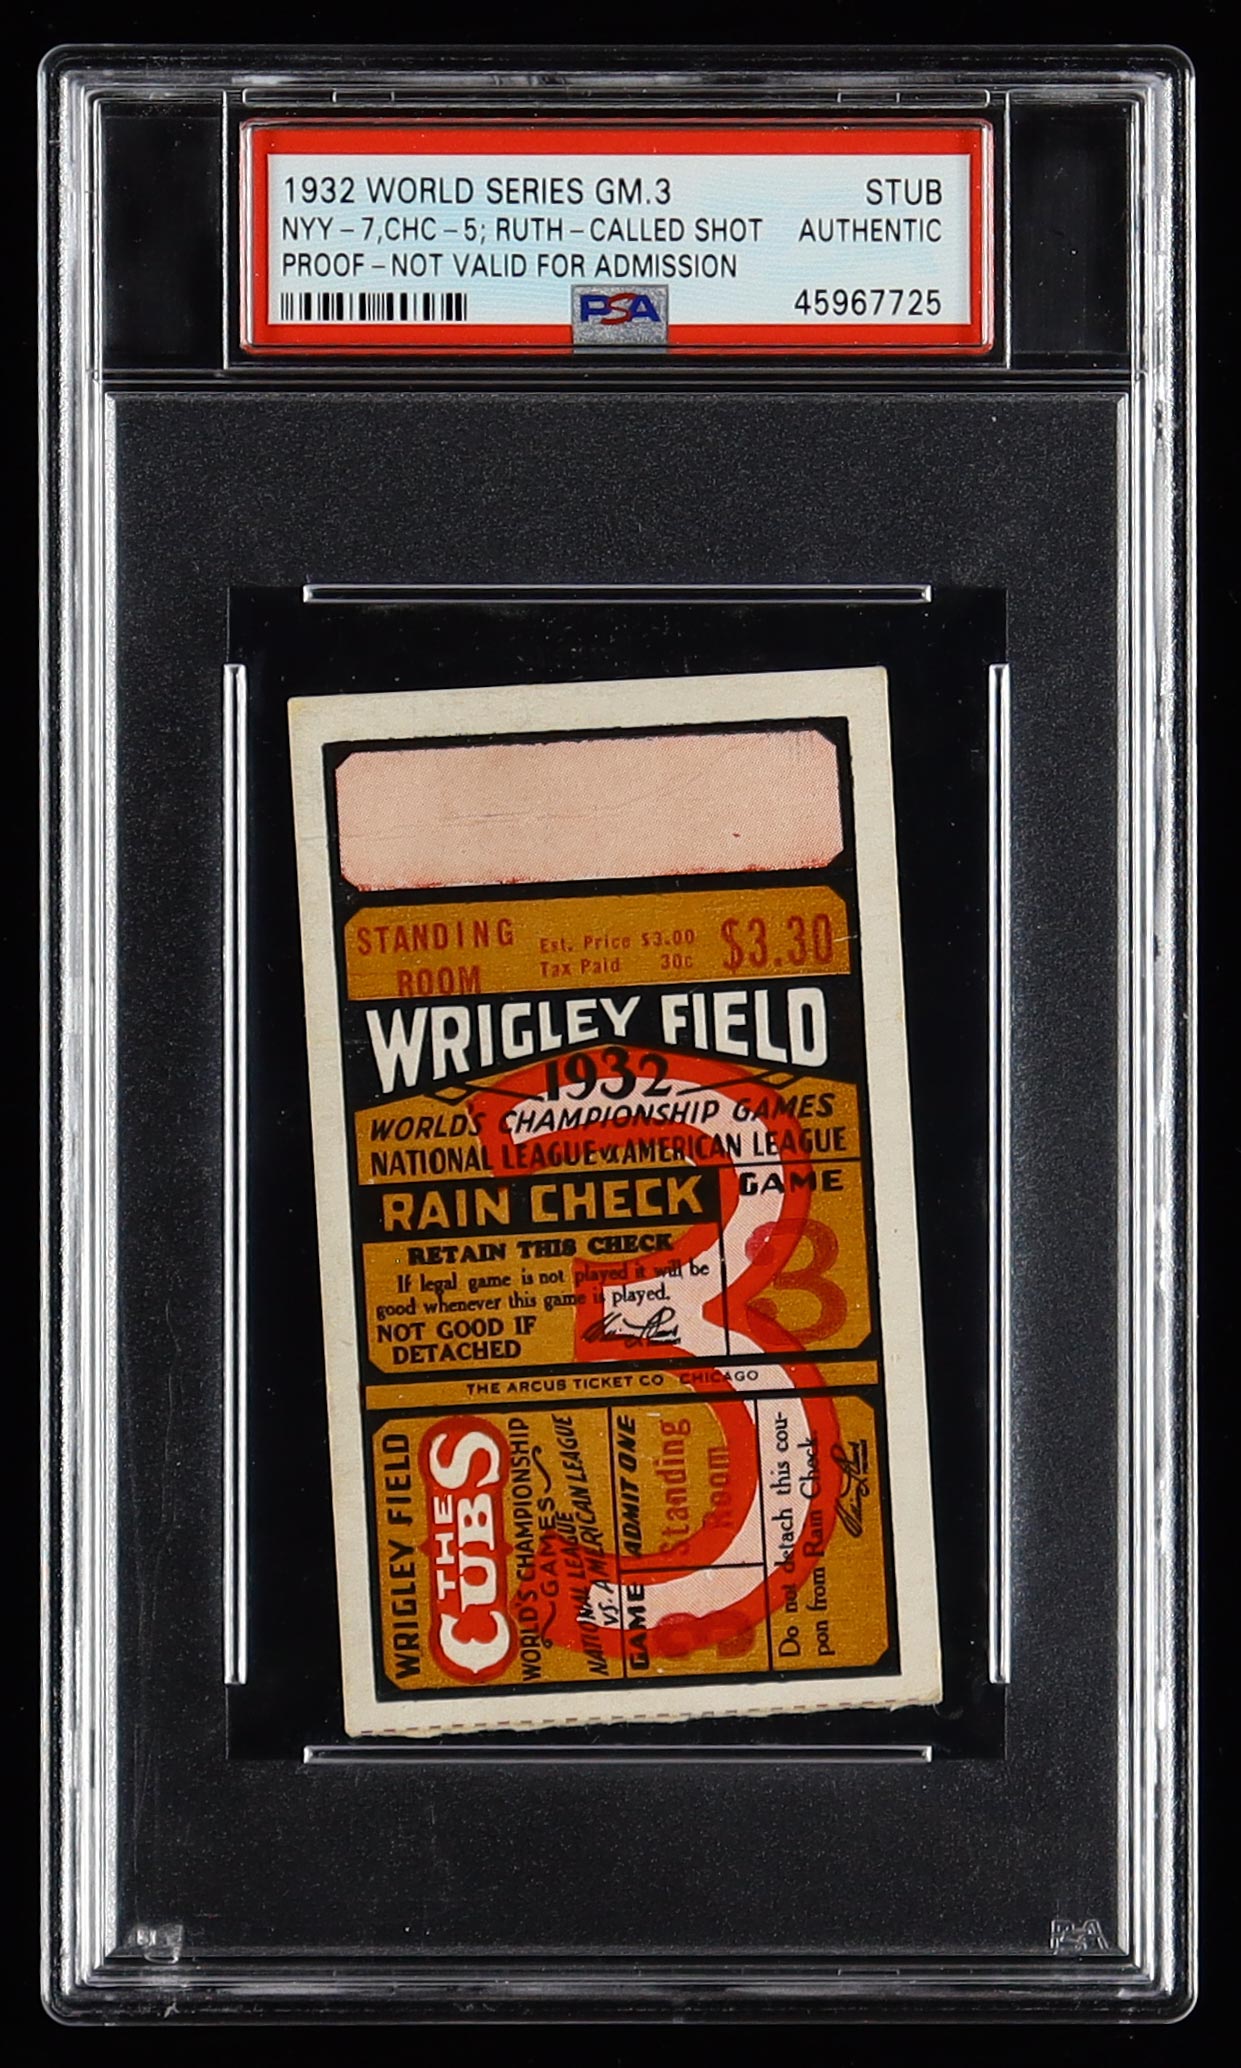 1932 WORLD SERIES GM.3 STUB
NYY-7,CHC-5; RUTH-CALLED SHOT AUTHENTIC
PROOF-NOT VALID FOR ADMISSION
PSA 45967725
STANDING ROOM
Est. Price $3.00
Tax Paid 30c
$3.30
WRIGLEY FIELD
1932
WORLD'S CHAMPIONSHIP GAMES
NATIONAL LEAGUE VS. AMERICAN LEAGUE
RAIN CHECK
GAME
3
RETAIN THIS CHECK
If legal game is not played it will be
good whenever this game is played.
NOT GOOD IF
DETACHED
3
THE ARCUS TICKET CO CHICAGO
WRIGLEY FIELD
THE
CUBS
WORLD'S CHAMPIONSHIP
GAMES
NATIONAL LEAGUE
VS. AMERICAN LEAGUE
GAME ADMIT ONE
3
Standing
Room
Do not detach this cou-
pon from Rain Check
PSA